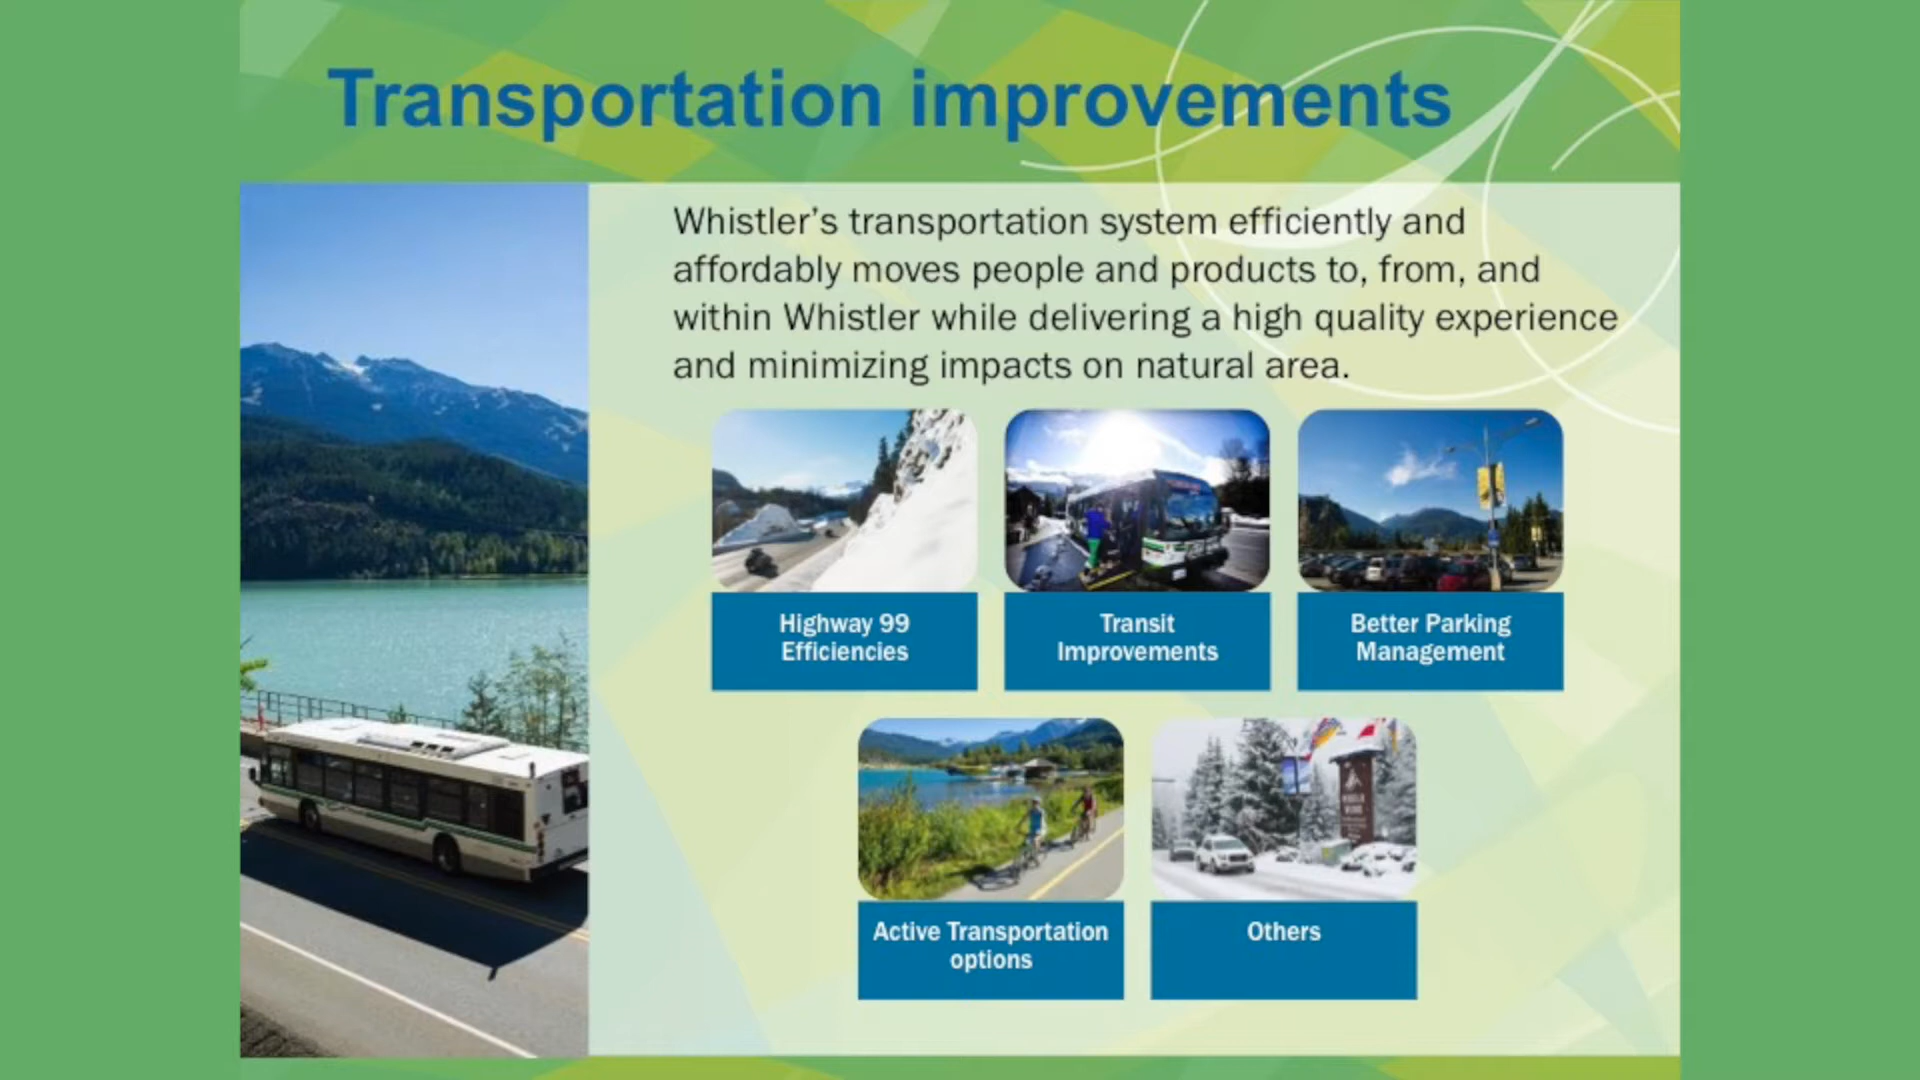 Transportation improvements
Whistler’s transportation system efficiently and
affordably moves people and products to, from, and
within Whistler while delivering a high quality experience
and minimizing impacts on natural area.
Highway 99
Efficiencies
Transit
Improvements
Better Parking
Management
Active Transportation
options
Others